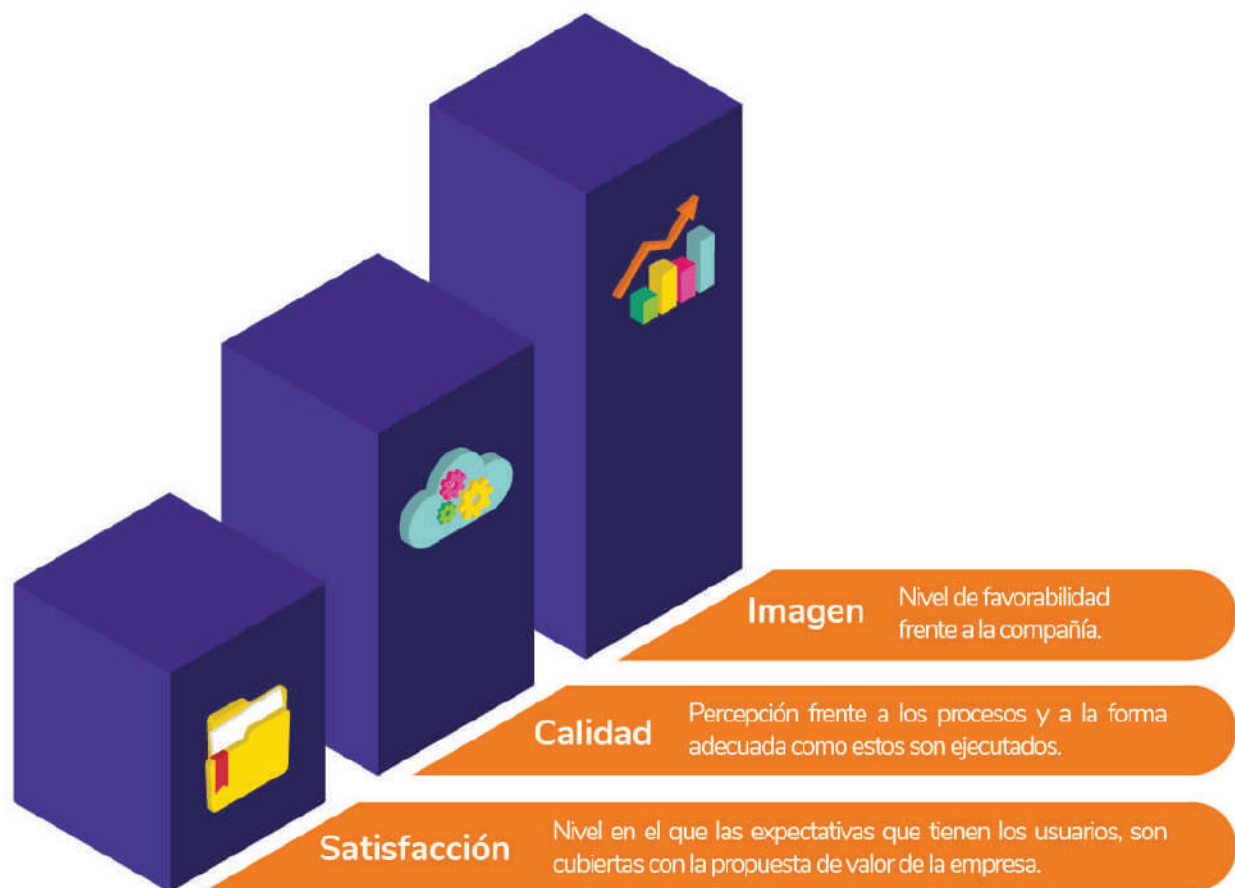 Imagen
Nivel de favorabilidad
frente a la compañía.
Calidad
Percepción frente a los procesos y a la forma
adecuada como estos son ejecutados.
Satisfacción
Nivel en el que las expectativas que tienen los usuarios, son
cubiertas con la propuesta de valor de la empresa.